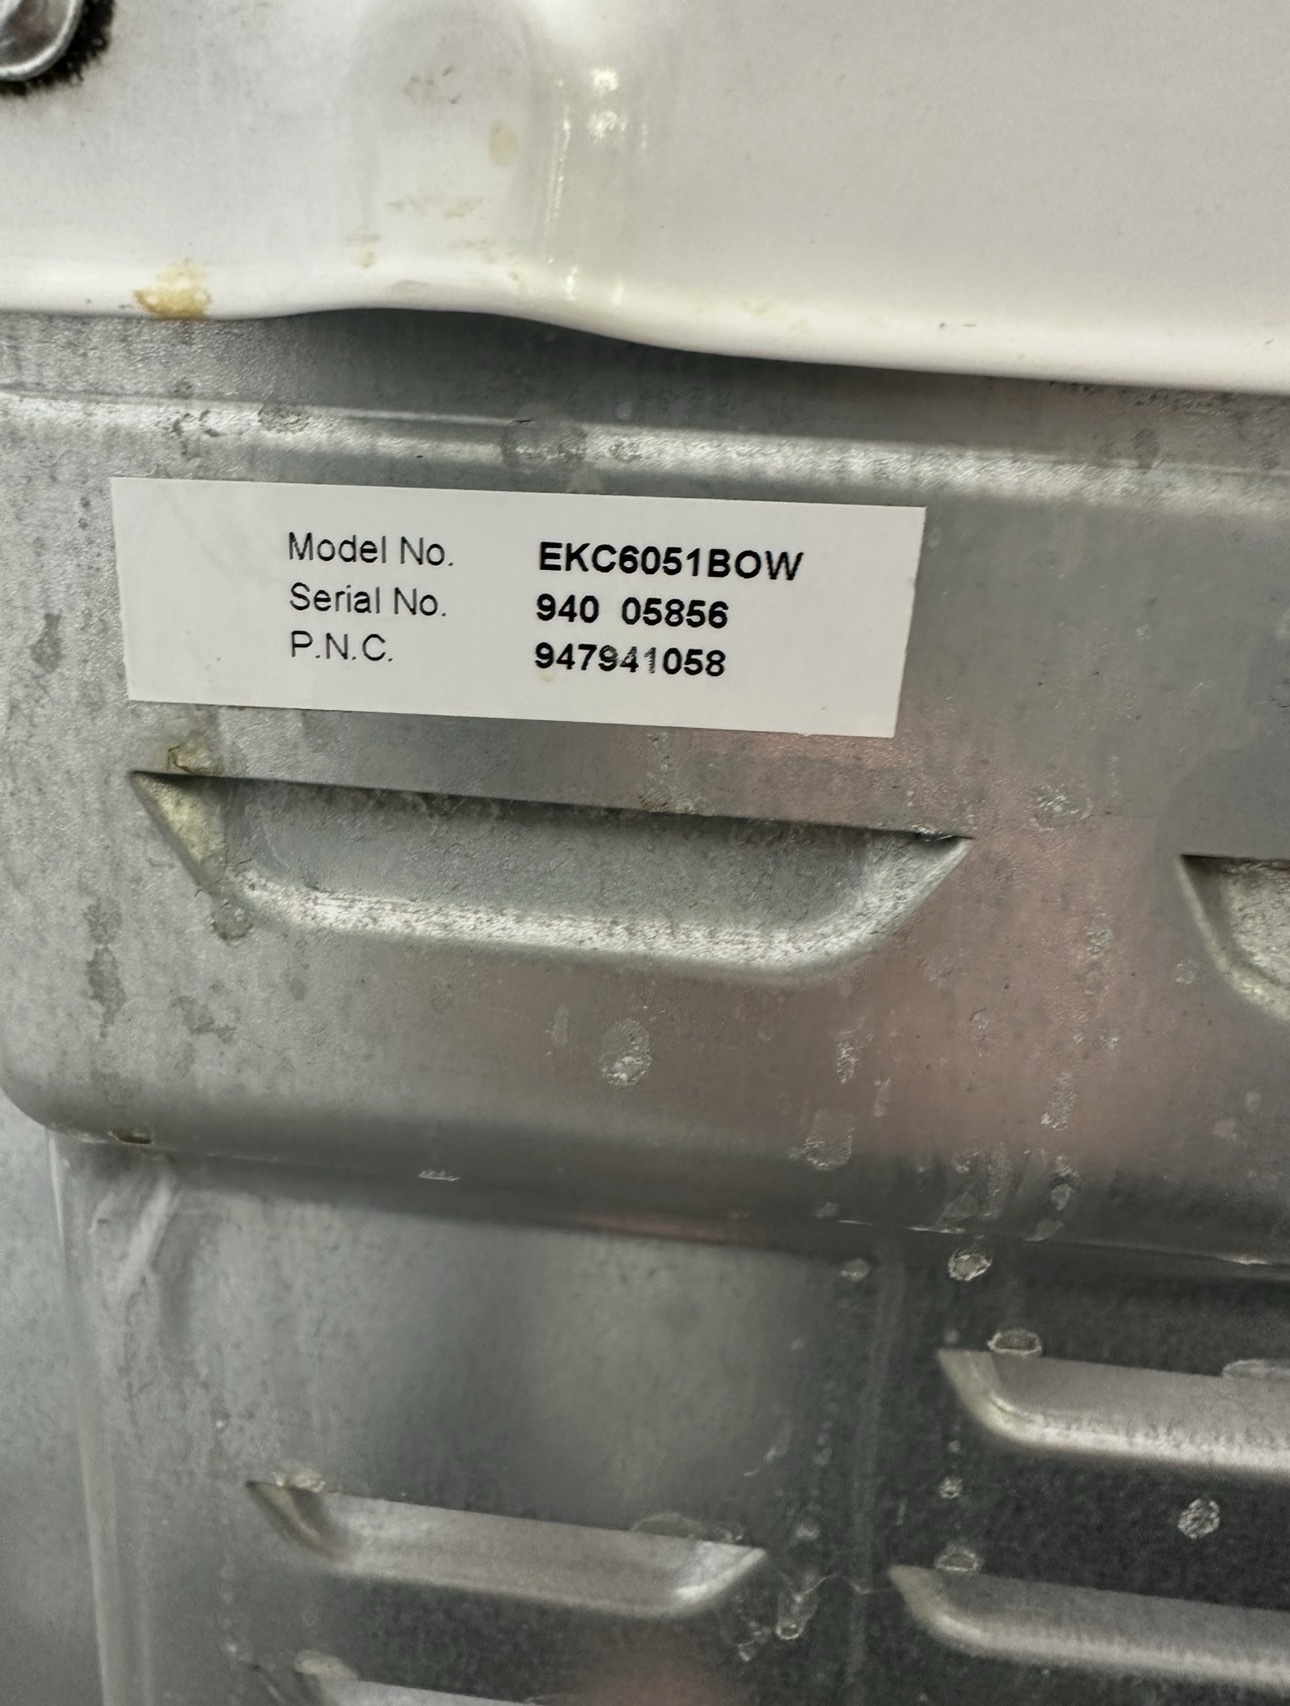 Model No. EKC6051BOW
Serial No. 940 05856
P.N.C. 947941058